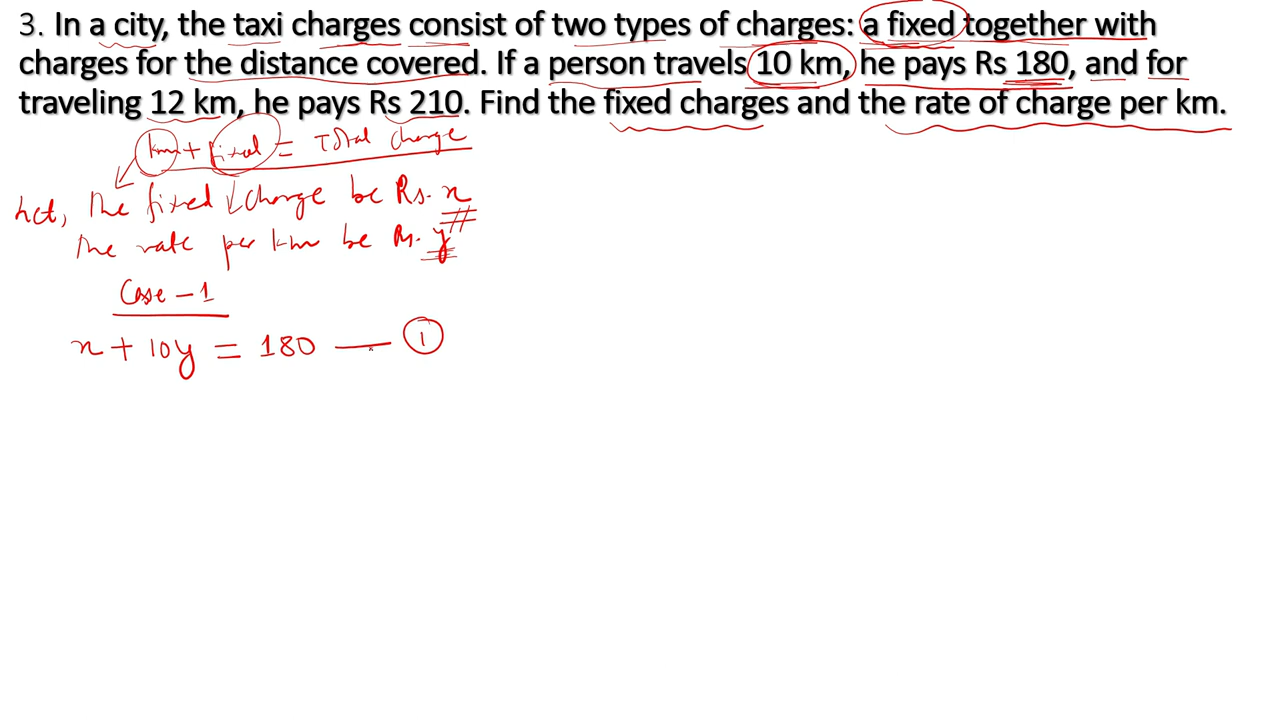 3. In a city, the taxi charges consist of two types of charges: a fixed together with
charges for the distance covered. If a person travels 10 km, he pays Rs 180, and for
traveling 12 km, he pays Rs 210. Find the fixed charges and the rate of charge per km.
km + fixed = Total charge
Let, the fixed charge be Rs. x
the rate per km be Rs. y
Case - 1
x + 10y = 180 — ①